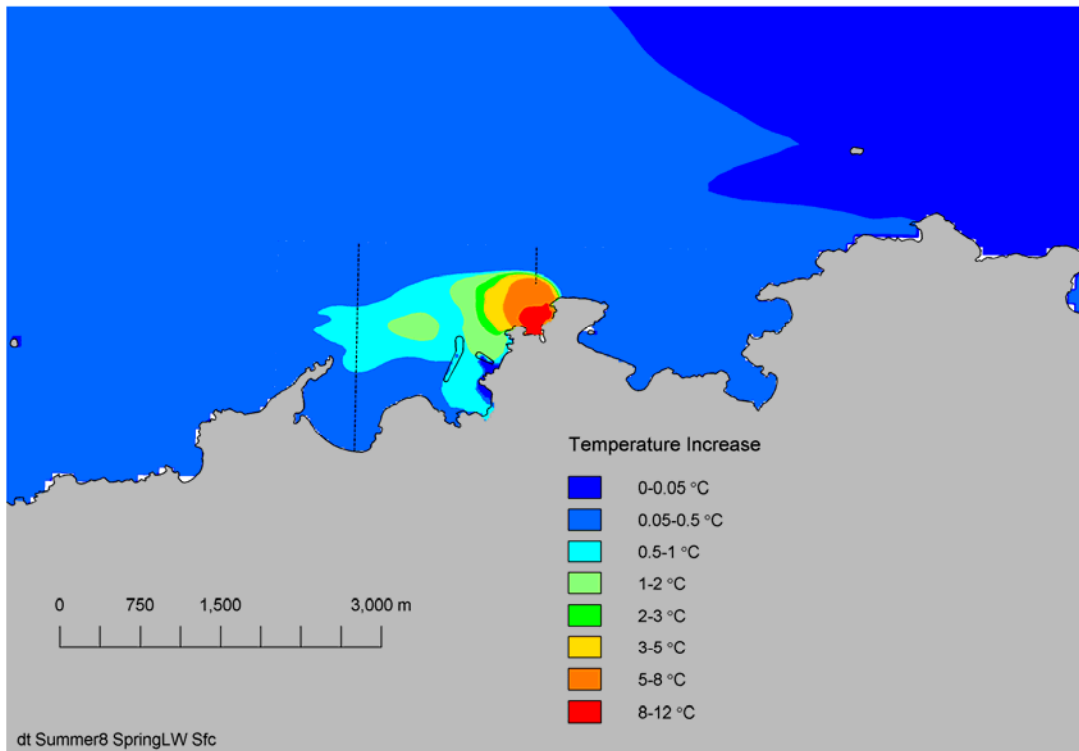 Temperature Increase
0-0.05 °C
0.05-0.5 °C
0.5-1 °C
1-2 °C
2-3 °C
3-5 °C
5-8 °C
8-12 °C
0 750 1,500 3,000 m
dt Summer8 SpringLW Sfc